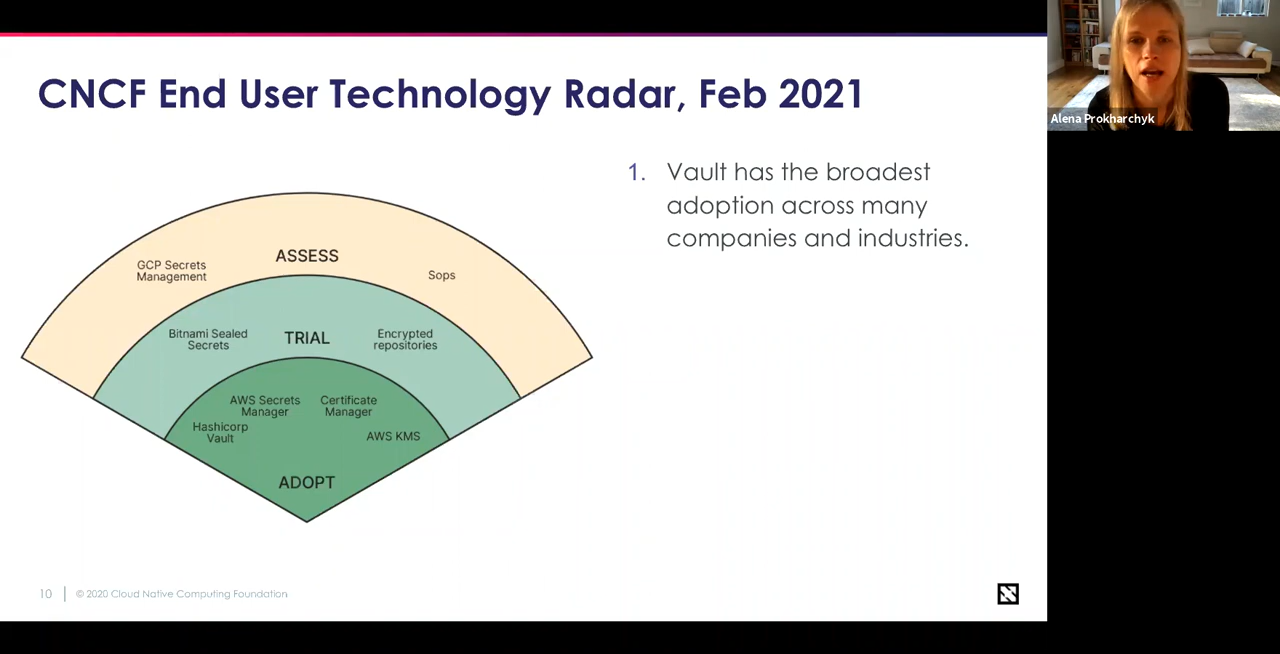 CNCF End User Technology Radar, Feb 2021
Alena Prokharchyk
1. Vault has the broadest
adoption across many
companies and industries.
ASSESS
GCP Secrets
Management
Sops
TRIAL
Bitnami Sealed
Secrets
Encrypted
repositories
AWS Secrets
Manager
Certificate
Manager
Hashicorp
Vault
AWS KMS
ADOPT
10
© 2020 Cloud Native Computing Foundation